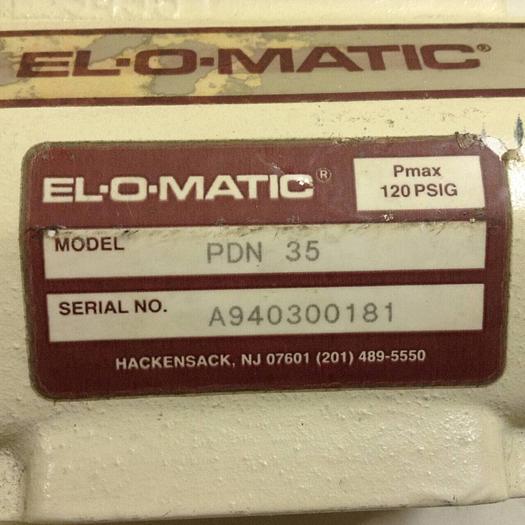 EL·O·MATIC®
EL·O·MATIC®
Pmax
120 PSIG
MODEL PDN 35
SERIAL NO. A940300181
HACKENSACK, NJ 07601 (201) 489-5550